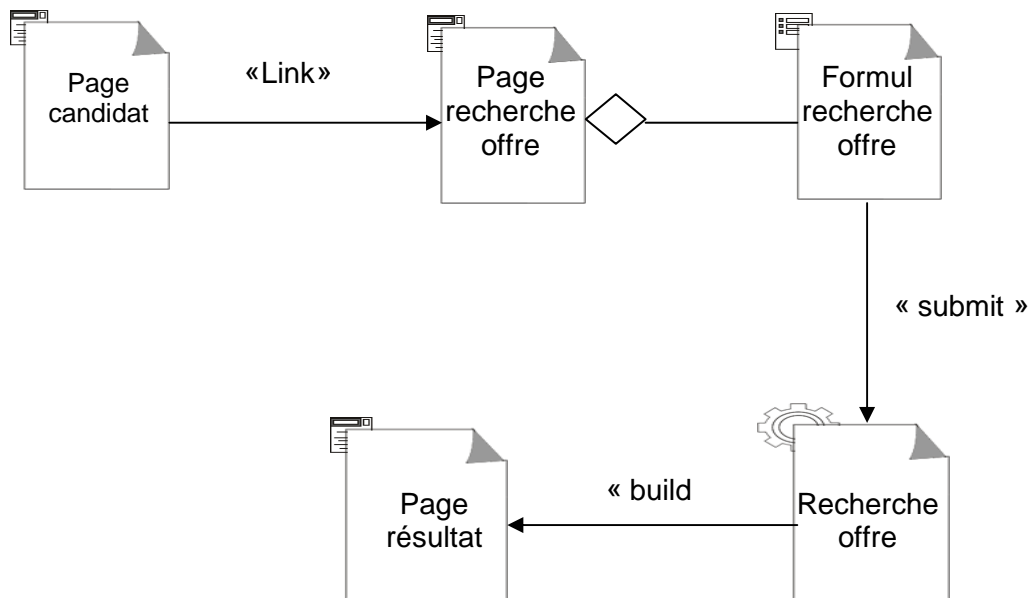 Page
candidat
«Link»
Page
recherche
offre
Formul
recherche
offre
« submit »
Recherche
offre
« build
Page
résultat